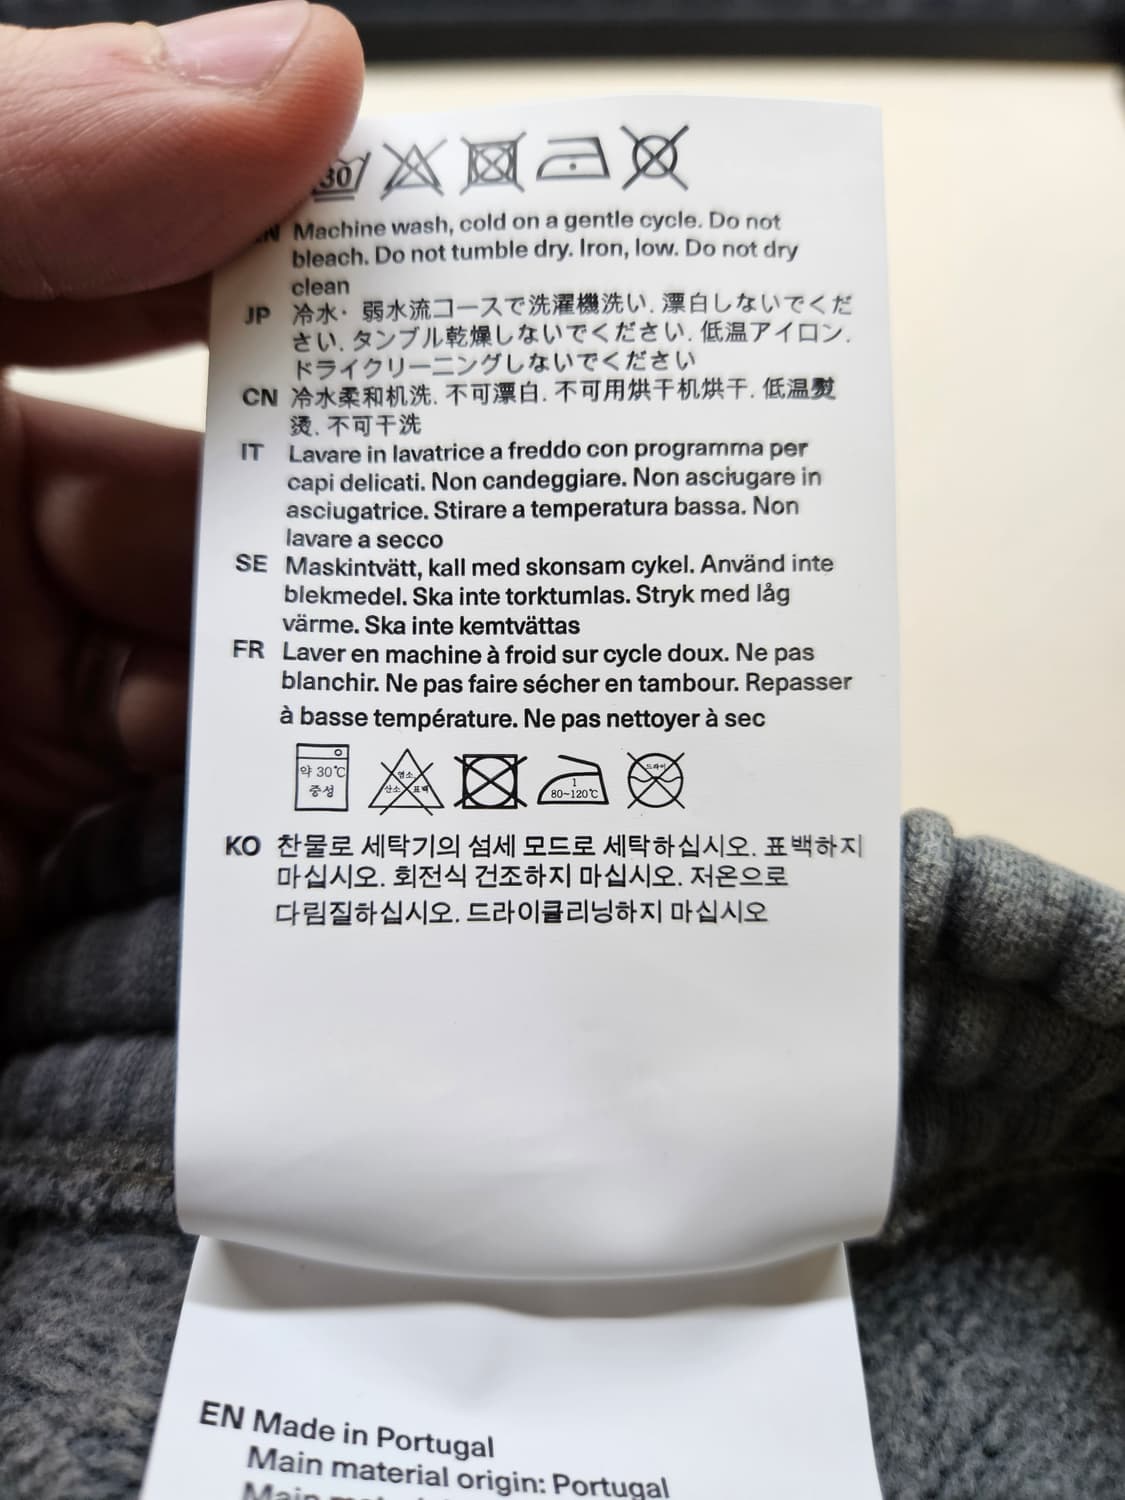 30
Machine wash, cold on a gentle cycle. Do not
bleach. Do not tumble dry. Iron, low. Do not dry
clean
JP 冷水・弱水流コースで洗濯機洗い. 漂白しないでくだ
さい. タンブル乾燥しないでください. 低温アイロン.
ドライクリーニングしないでください
CN 冷水柔和机洗. 不可漂白. 不可用烘干机烘干. 低温熨
烫. 不可干洗
IT Lavare in lavatrice a freddo con programma per
capi delicati. Non candeggiare. Non asciugare in
asciugatrice. Stirare a temperatura bassa. Non
lavare a secco
SE Maskintvätt, kall med skonsam cykel. Använd inte
blekmedel. Ska inte torktumlas. Stryk med låg
värme. Ska inte kemtvättas
FR Laver en machine à froid sur cycle doux. Ne pas
blanchir. Ne pas faire sécher en tambour. Repasser
à basse température. Ne pas nettoyer à sec
약 30℃
중성
염소
산소 표백
1
80~120℃
드라이
KO 찬물로 세탁기의 섬세 모드로 세탁하십시오. 표백하지
마십시오. 회전식 건조하지 마십시오. 저온으로
다림질하십시오. 드라이클리닝하지 마십시오
EN Made in Portugal
Main material origin: Portugal
Main